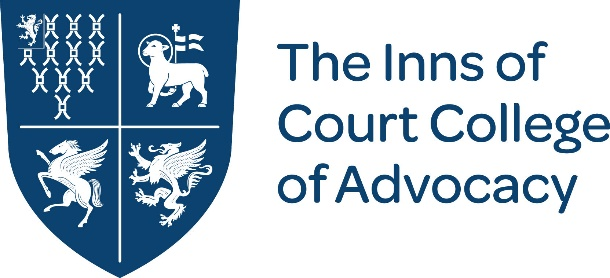 The Inns of
Court College
of Advocacy